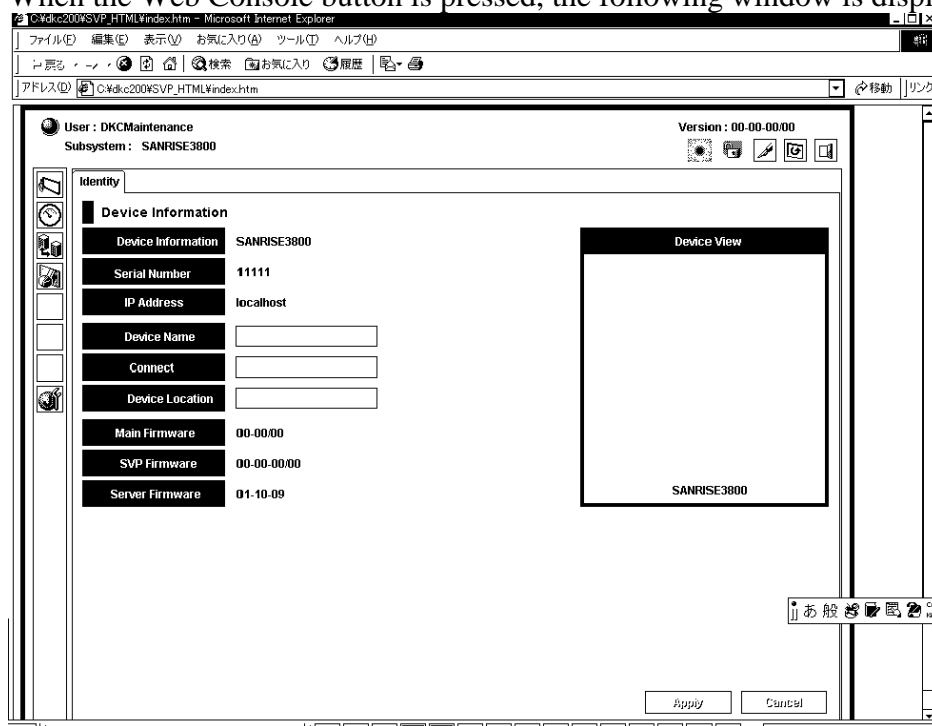 When the Web Console button is pressed, the following window is displ
C:¥dkc200¥SVP_HTML¥index.htm - Microsoft Internet Explorer
ファイル(F) 編集(E) 表示(V) お気に入り(A) ツール(T) ヘルプ(H)
戻る 検索 お気に入り 履歴
アドレス(D) C:¥dkc200¥SVP_HTML¥index.htm 移動 リンク
User : DKCMaintenance Version : 00-00-00/00
Subsystem : SANRISE3800
Identity
Device Information
Device Information SANRISE3800 Device View
Serial Number 11111
IP Address localhost
Device Name
Connect
Device Location
Main Firmware 00-00/00
SVP Firmware 00-00-00/00
Server Firmware 01-10-09 SANRISE3800
あ 般
Apply Cancel